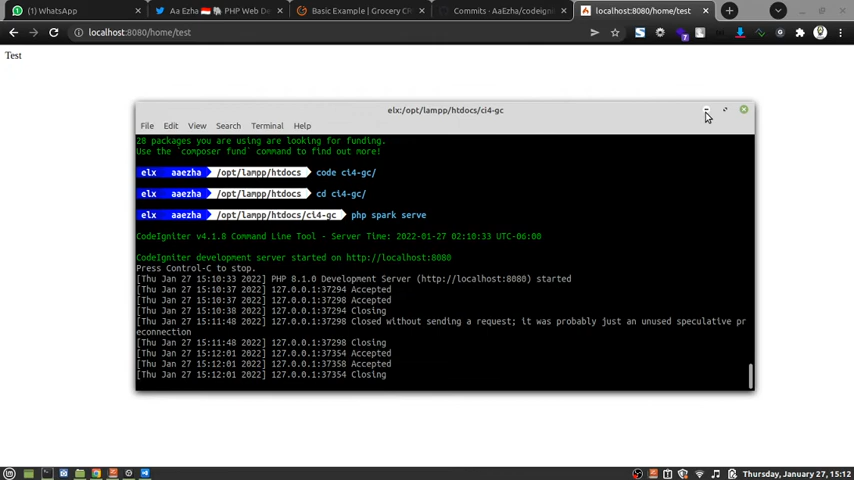 (1) WhatsApp
Aa Ezha 🇮🇩 🐘 PHP Web De
Basic Example | Grocery CR
Commits · AaEzha/codeign
localhost:8080/home/test
localhost:8080/home/test
Test
elx:/opt/lampp/htdocs/ci4-gc
File Edit View Search Terminal Help
28 packages you are using are looking for funding.
Use the `composer fund` command to find out more!
elx aaezha /opt/lampp/htdocs code ci4-gc/
elx aaezha /opt/lampp/htdocs cd ci4-gc/
elx aaezha /opt/lampp/htdocs/ci4-gc php spark serve
CodeIgniter v4.1.8 Command Line Tool - Server Time: 2022-01-27 02:10:33 UTC-06:00
CodeIgniter development server started on http://localhost:8080
Press Control-C to stop.
[Thu Jan 27 15:10:33 2022] PHP 8.1.0 Development Server (http://localhost:8080) started
[Thu Jan 27 15:10:37 2022] 127.0.0.1:37294 Accepted
[Thu Jan 27 15:10:37 2022] 127.0.0.1:37298 Accepted
[Thu Jan 27 15:10:38 2022] 127.0.0.1:37294 Closing
[Thu Jan 27 15:11:48 2022] 127.0.0.1:37298 Closed without sending a request; it was probably just an unused speculative pr
econnection
[Thu Jan 27 15:11:48 2022] 127.0.0.1:37298 Closing
[Thu Jan 27 15:12:01 2022] 127.0.0.1:37354 Accepted
[Thu Jan 27 15:12:01 2022] 127.0.0.1:37358 Accepted
[Thu Jan 27 15:12:01 2022] 127.0.0.1:37354 Closing
Thursday, January 27, 15:12